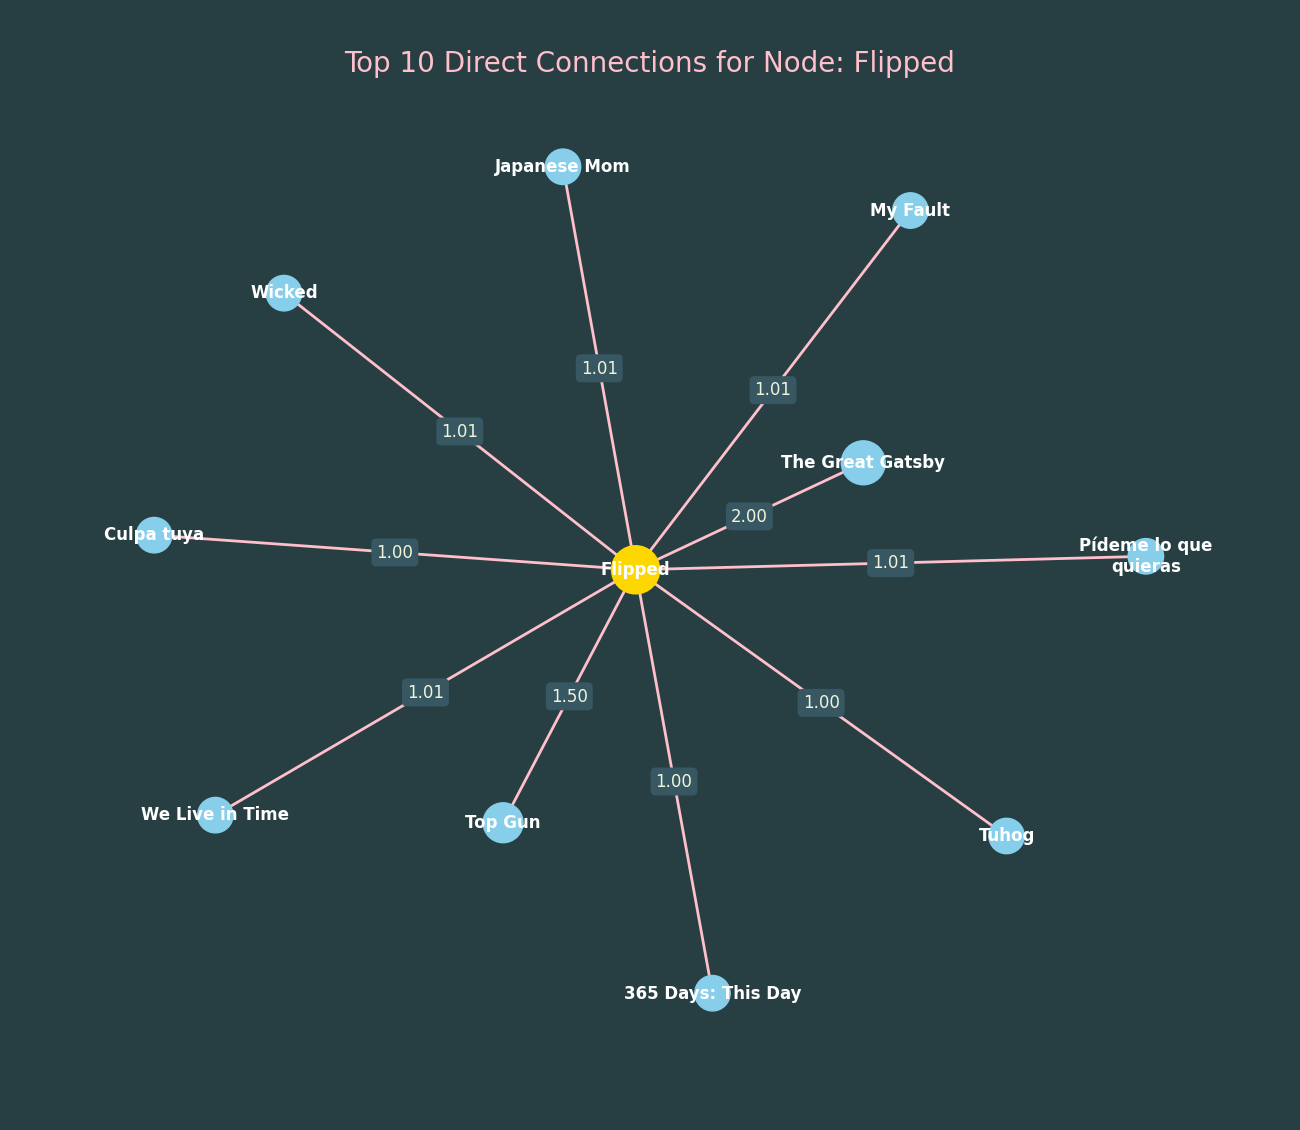 Top 10 Direct Connections for Node: Flipped
Japanese Mom
My Fault
Wicked
1.01
1.01
1.01
The Great Gatsby
2.00
Culpa tuya
1.00
Flipped
1.01
Pídeme lo que
quieras
1.01
1.50
1.00
1.00
We Live in Time
Top Gun
Tuhog
365 Days: This Day